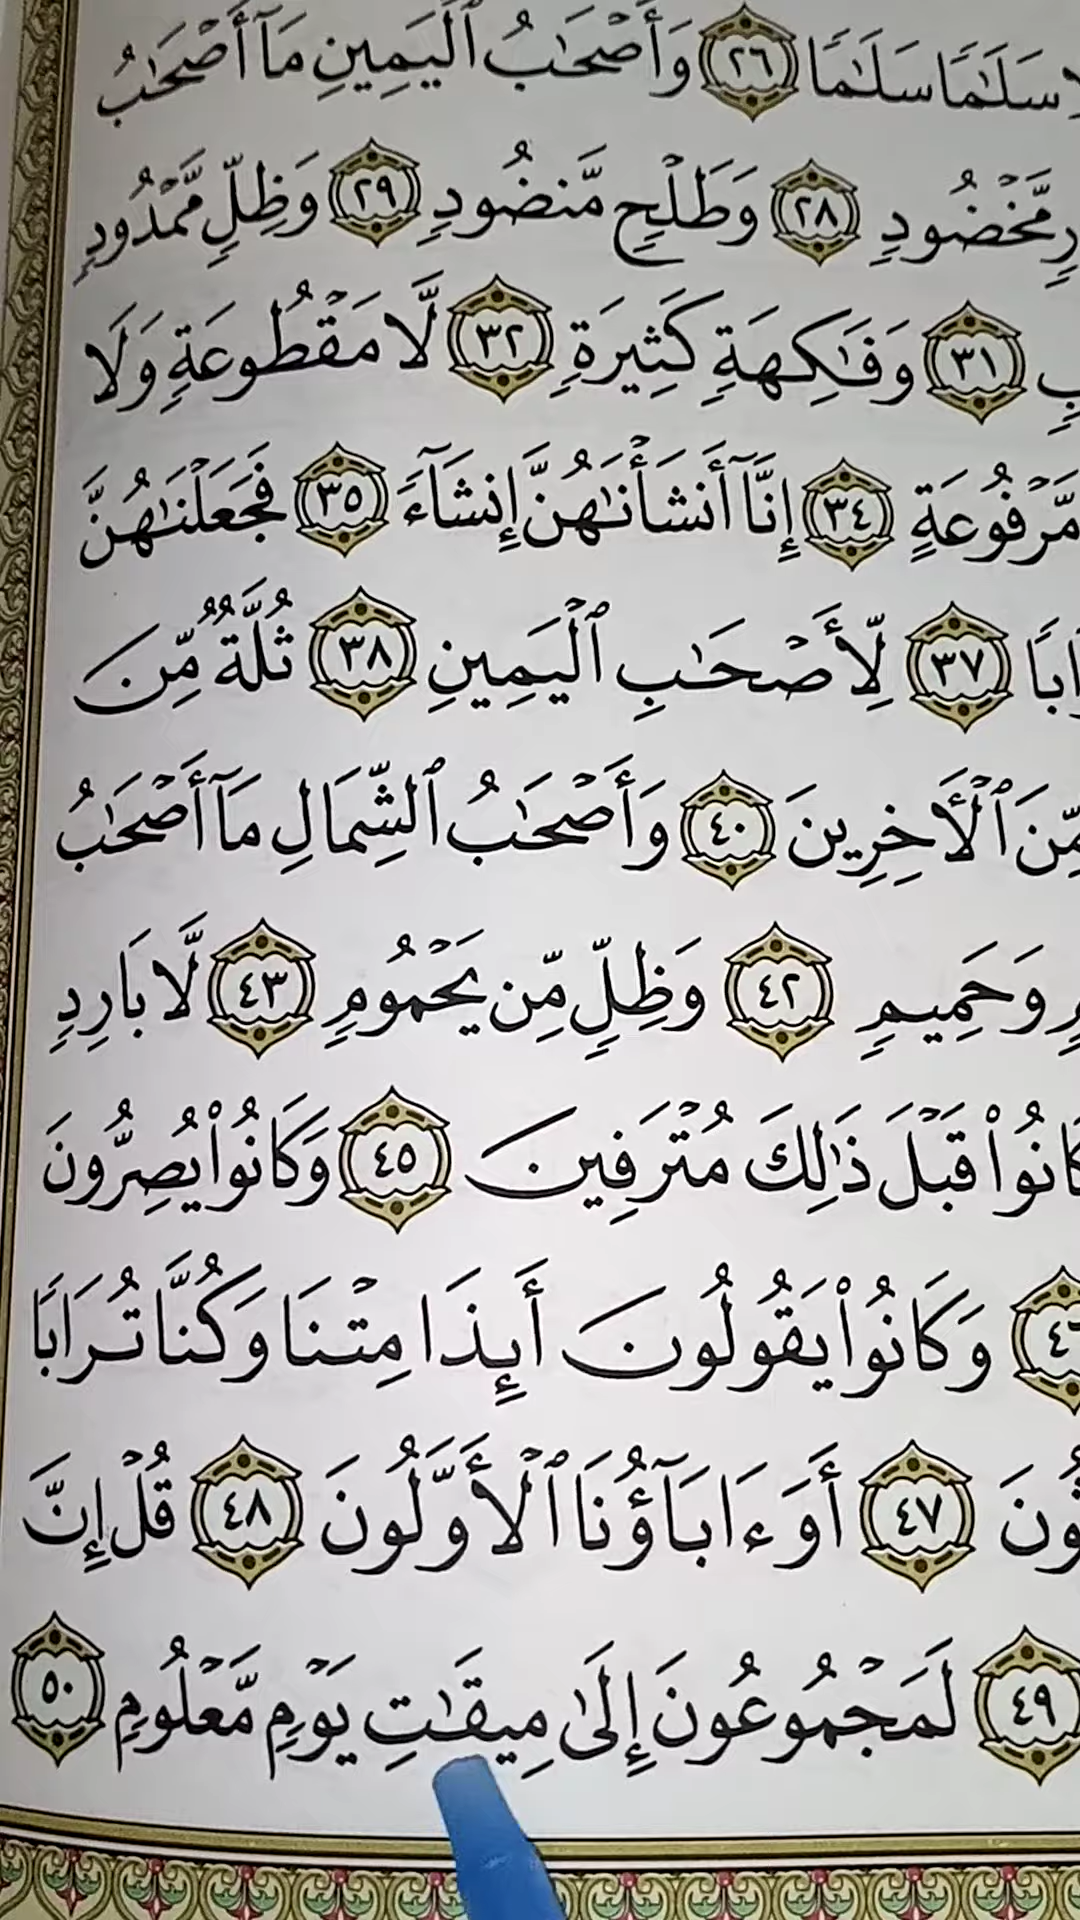 سَلَٰمًا سَلَٰمًا ٢٦ وَأَصْحَٰبُ ٱلْيَمِينِ مَآ أَصْحَٰبُ
مَّخْضُودٍ ٢٨ وَطَلْحٍ مَّنضُودٍ ٢٩ وَظِلٍّ مَّمْدُودٍ
٣١ وَفَٰكِهَةٍ كَثِيرَةٍ ٣٢ لَّا مَقْطُوعَةٍ وَلَا
مَّرْفُوعَةٍ ٣٤ إِنَّآ أَنشَأْنَٰهُنَّ إِنشَآءً ٣٥ فَجَعَلْنَٰهُنَّ
٣٧ لِّأَصْحَٰبِ ٱلْيَمِينِ ٣٨ ثُلَّةٌ مِّنَ
مِّنَ ٱلْأَخِرِينَ ٤٠ وَأَصْحَٰبُ ٱلشِّمَالِ مَآ أَصْحَٰبُ
وَحَمِيمٍ ٤٢ وَظِلٍّ مِّن يَحْمُومٍ ٤٣ لَّا بَارِدٍ
كَانُوا۟ قَبْلَ ذَٰلِكَ مُتْرَفِينَ ٤٥ وَكَانُوا۟ يُصِرُّونَ
٤٦ وَكَانُوا۟ يَقُولُونَ أَئِذَا مِتْنَا وَكُنَّا تُرَابًا
٤٧ أَوَءَابَآؤُنَا ٱلْأَوَّلُونَ ٤٨ قُلْ إِنَّ
٤٩ لَمَجْمُوعُونَ إِلَىٰ مِيقَٰتِ يَوْمٍ مَّعْلُومٍ ٥٠